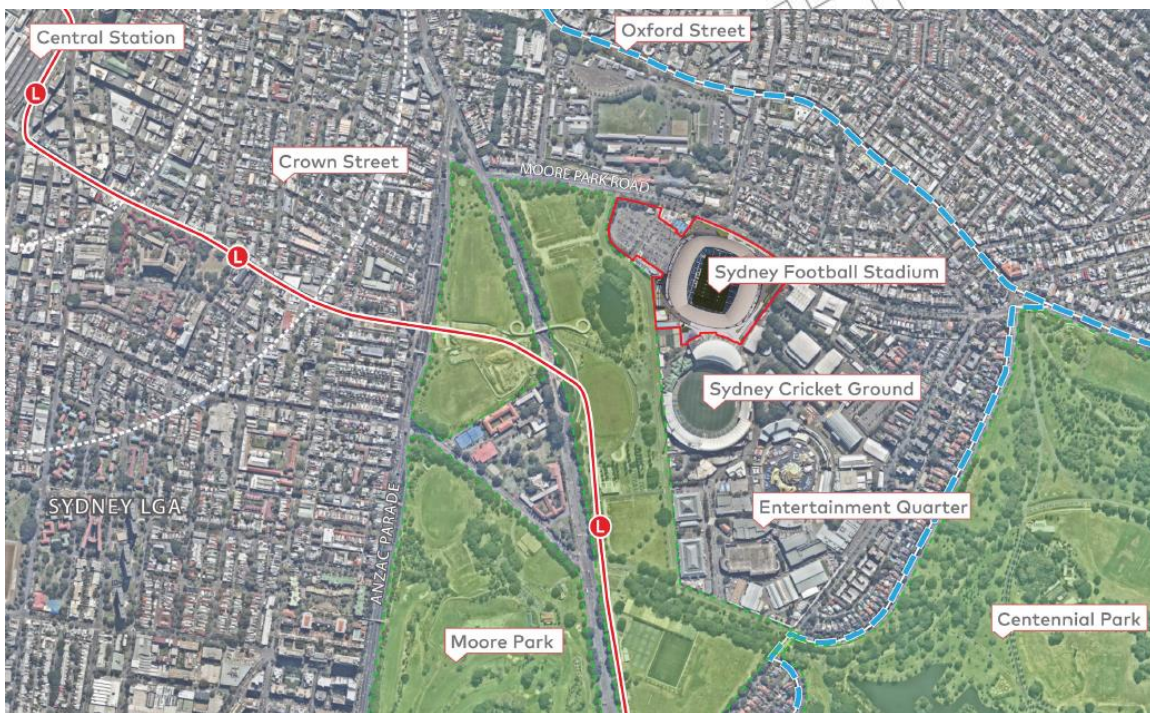 Central Station
Oxford Street
L
Crown Street
MOORE PARK ROAD
L
Sydney Football Stadium
Sydney Cricket Ground
SYDNEY LGA
ANZAC PARADE
Entertainment Quarter
L
Moore Park
Centennial Park